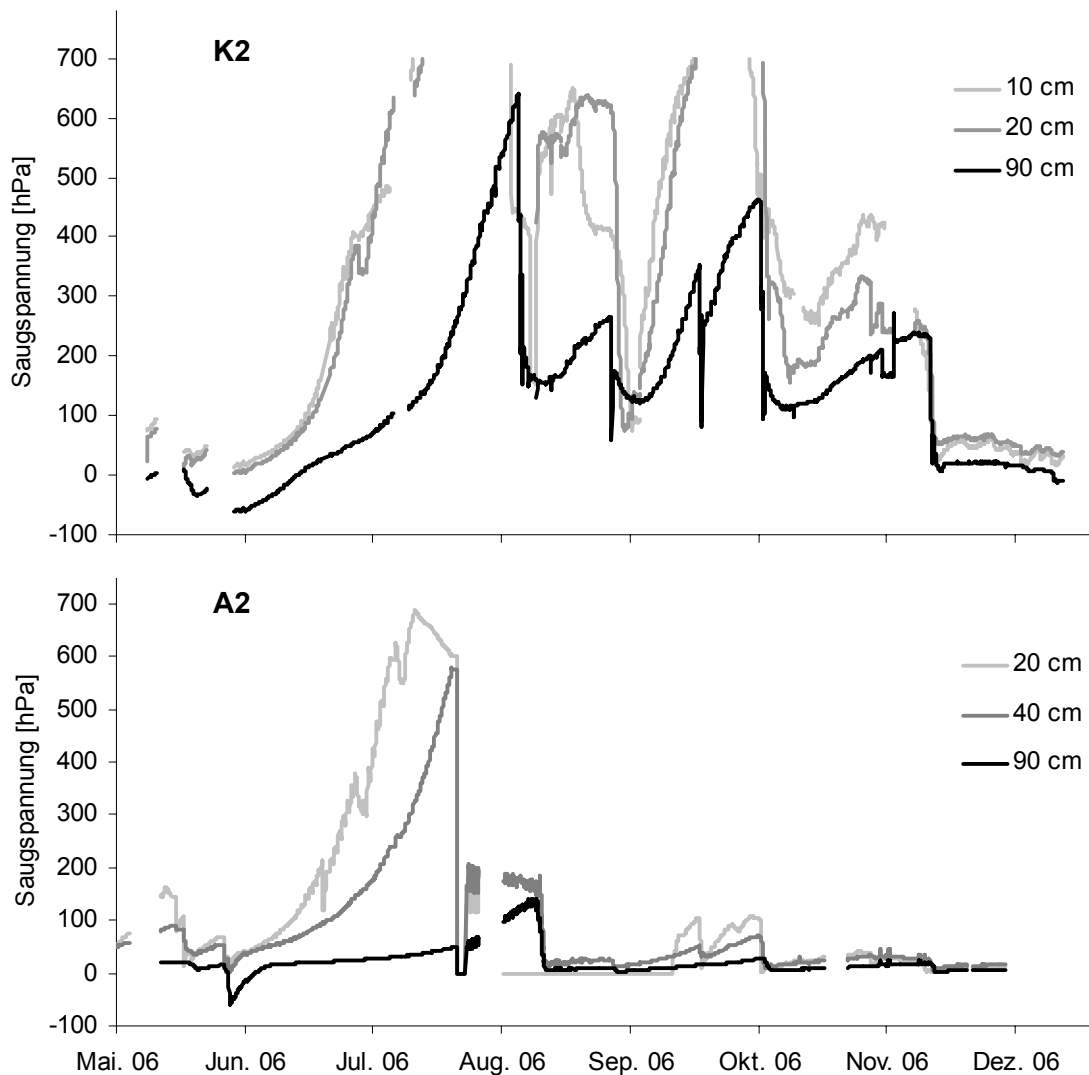 K2
700
600
500
400
300
200
100
0
-100
Saugspannung [hPa]
10 cm
20 cm
90 cm
A2
700
600
500
400
300
200
100
0
-100
Saugspannung [hPa]
20 cm
40 cm
90 cm
Mai. 06 Jun. 06 Jul. 06 Aug. 06 Sep. 06 Okt. 06 Nov. 06 Dez. 06